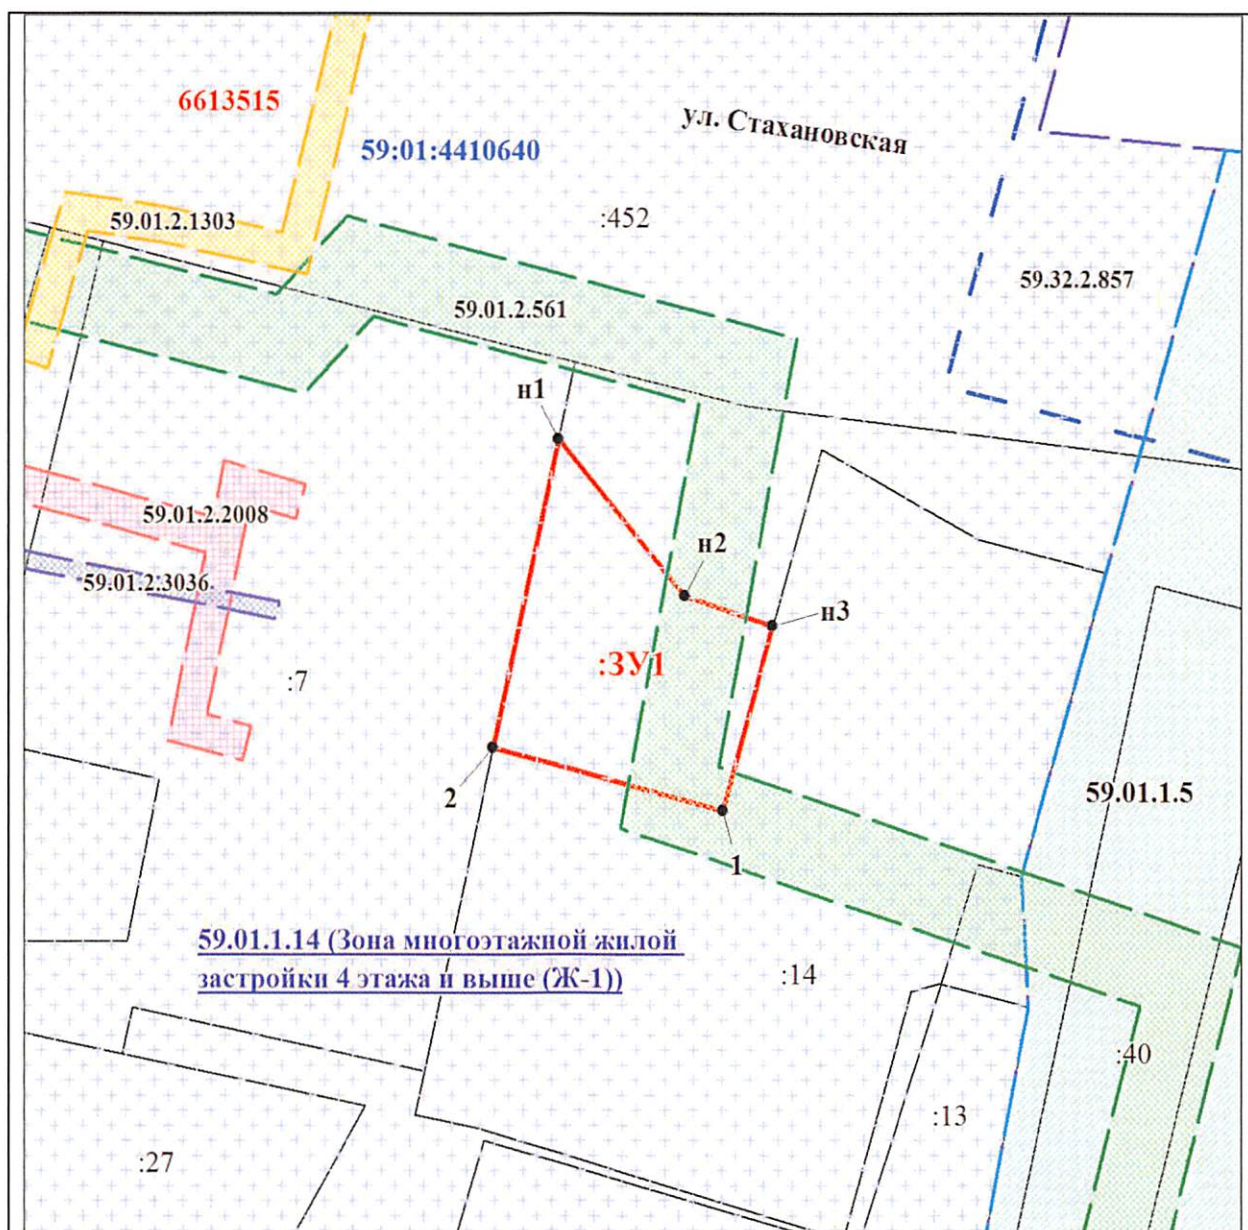 6613515
ул. Стахановская
59:01:4410640
59.01.2.1303
:452
59.32.2.857
59.01.2.561
н1
59.01.2.2008
н2
59.01.2.3036
н3
:ЗУ1
:7
2
59.01.1.5
1
59.01.1.14 (Зона многоэтажной жилой
застройки 4 этажа и выше (Ж-1))
:14
:40
:13
:27